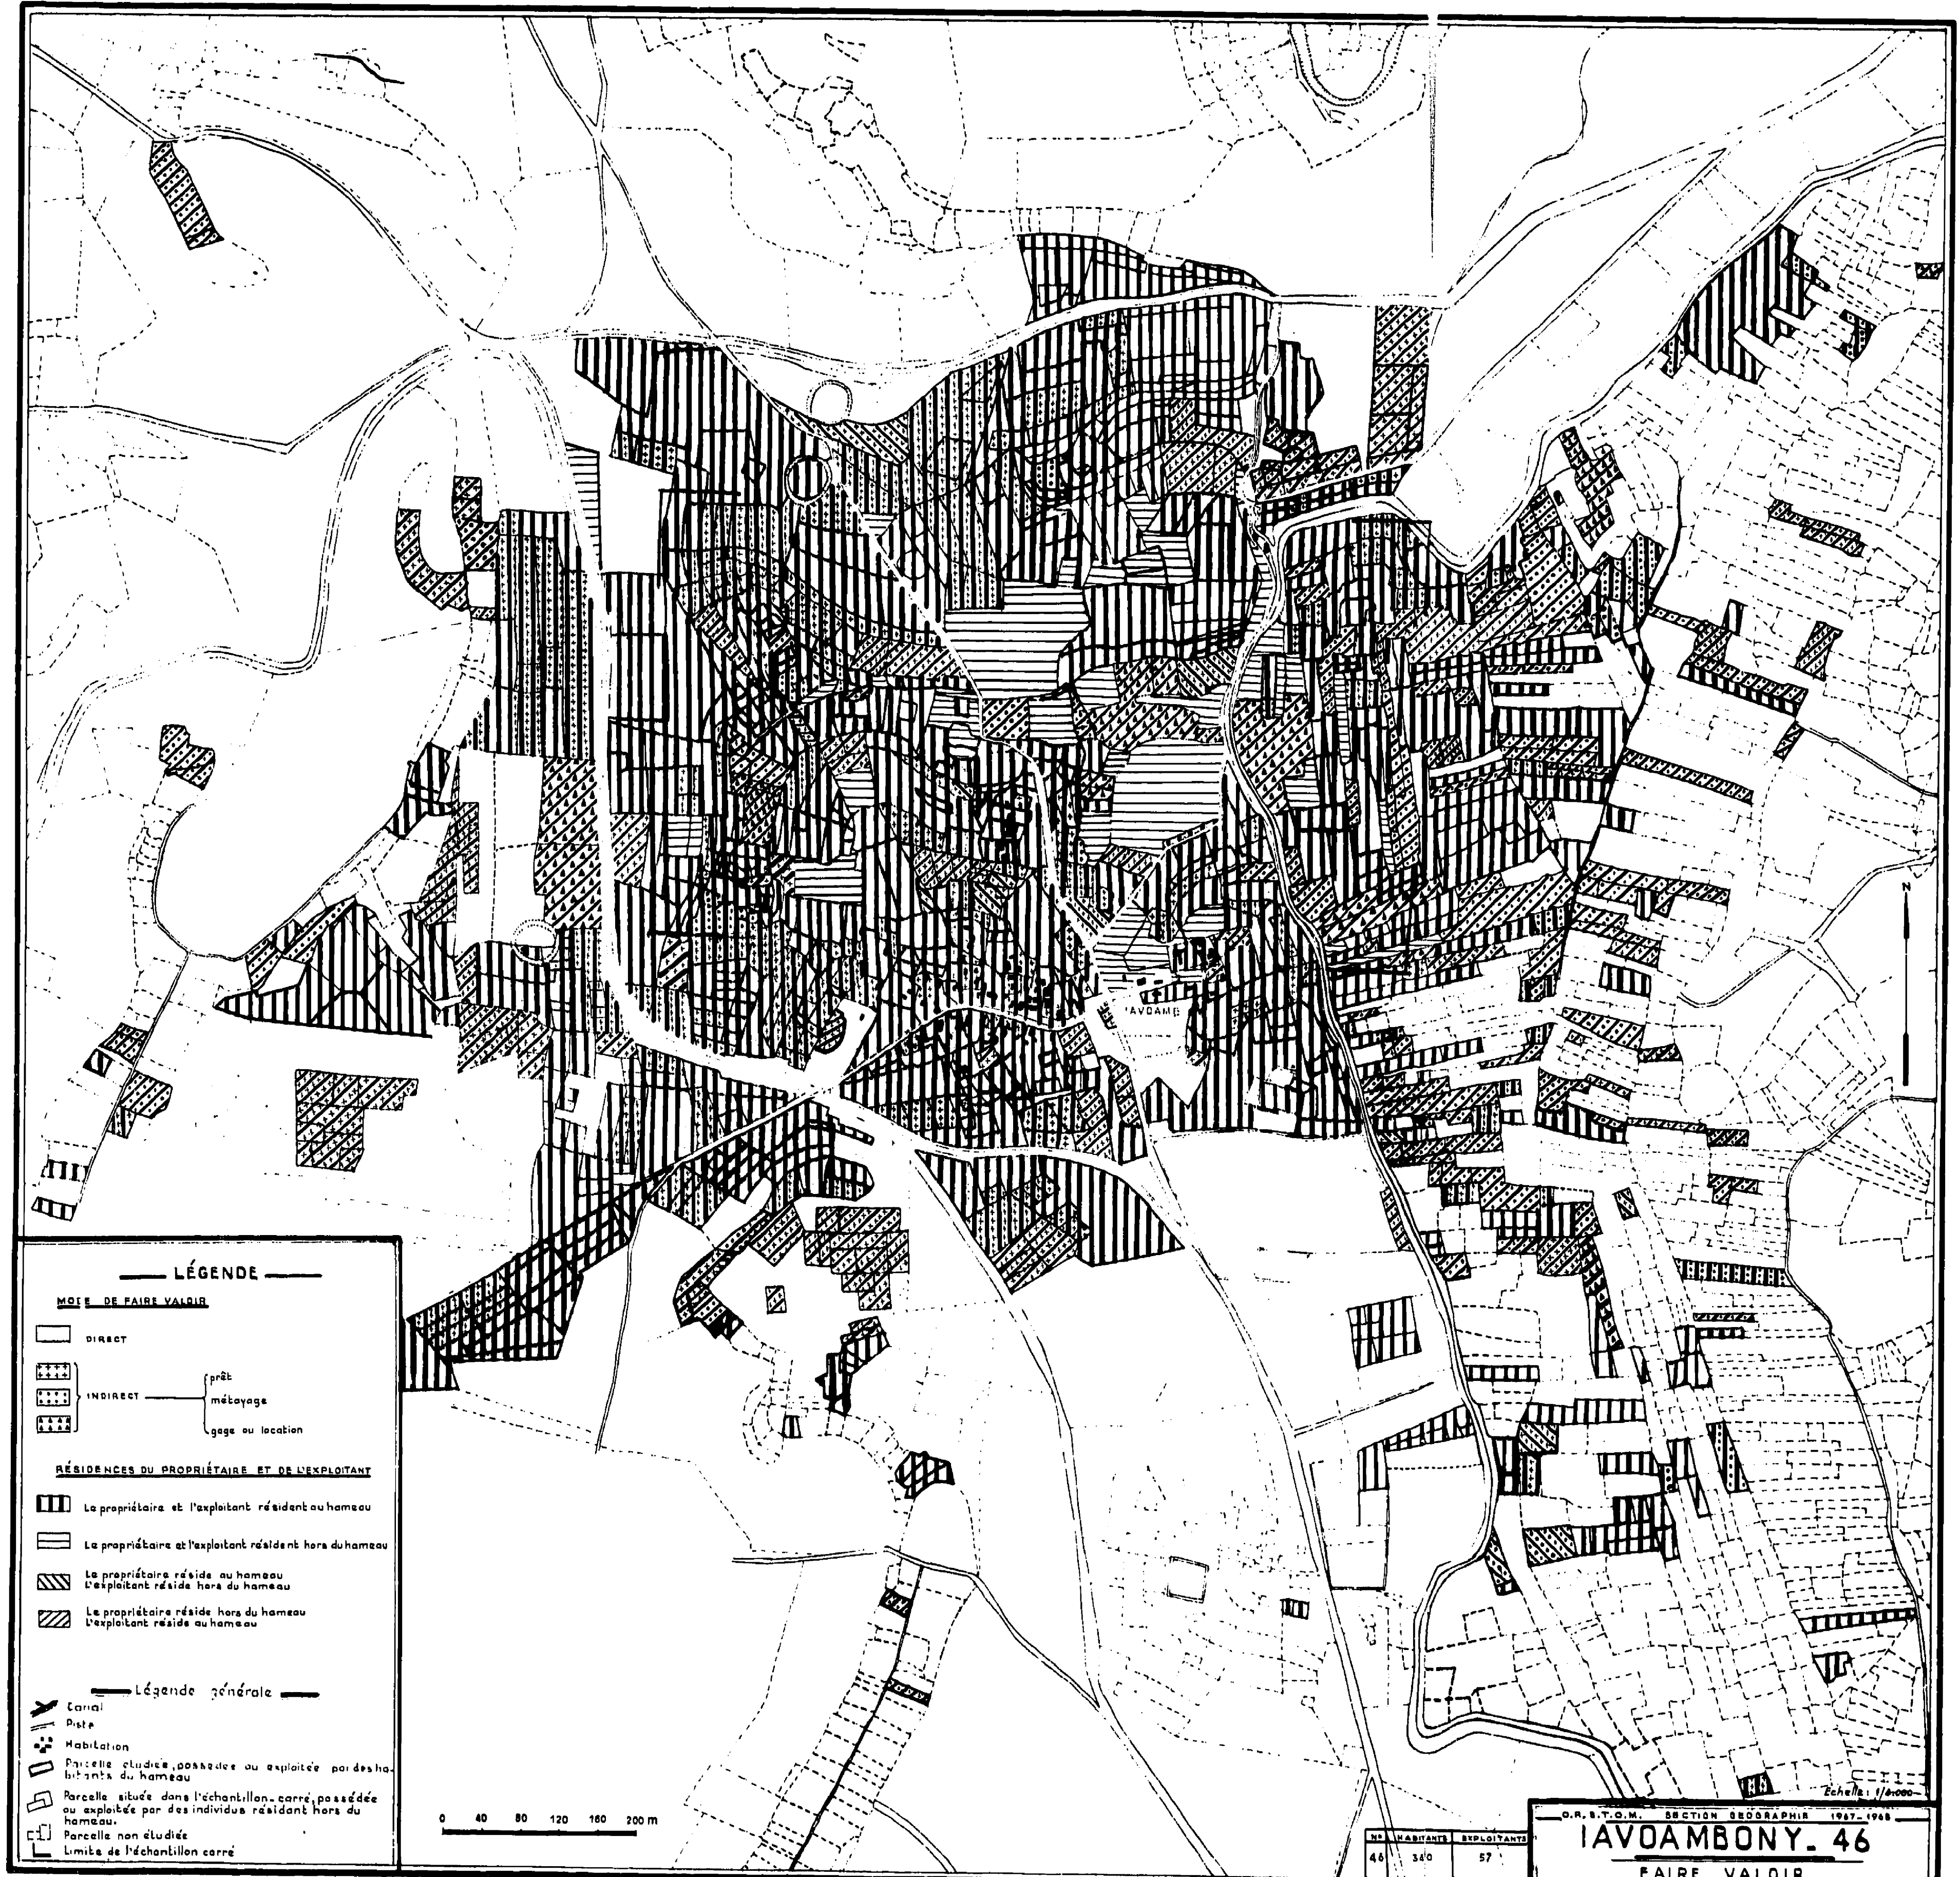 N
'AVOAMB
LÉGENDE
MODE DE FAIRE VALOIR
DIRECT
INDIRECT
prêt
métayage
gage ou location
RÉSIDENCES DU PROPRIÉTAIRE ET DE L'EXPLOITANT
Le propriétaire et l'exploitant résident au hameau
Le propriétaire et l'exploitant résident hors du hameau
Le propriétaire réside au hameau
L'exploitant réside hors du hameau
Le propriétaire réside hors du hameau
L'exploitant réside au hameau
Légende générale
Canal
Piste
Habitation
Parcelle étudiée, possédée ou exploitée par des ha-
bitants du hameau
Parcelle située dans l'échantillon-carré, possédée
ou exploitée par des individus résidant hors du
hameau.
Parcelle non étudiée
Limite de l'échantillon carré
0 40 80 120 160 200 m
Echelle:
Nº HABITANTS EXPLOITANTS
46 340 57
O.R.S.T.O.M. SECTION GEOGRAPHIE 1967-1968
IAVOAMBONY_46
FAIRE VALOIR